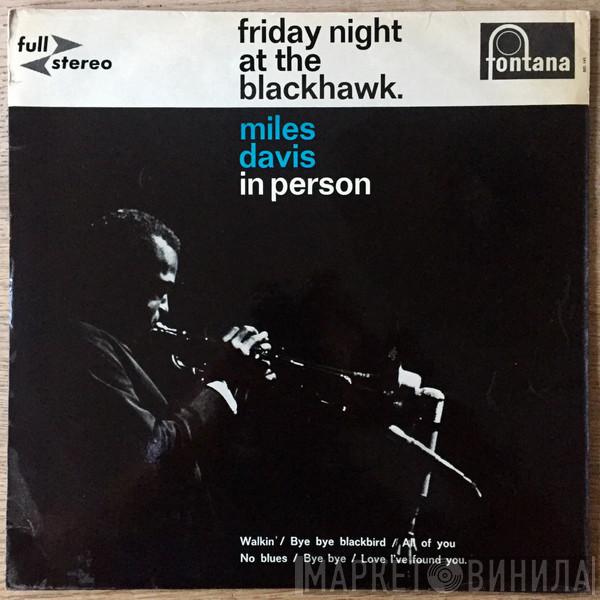 full
stereo
friday night
at the
blackhawk.
fontana
miles
davis
in person
Walkin' / Bye bye blackbird / All of you
No blues / Bye bye / Love I've found you.
МАРКЕТ ВИНИЛА